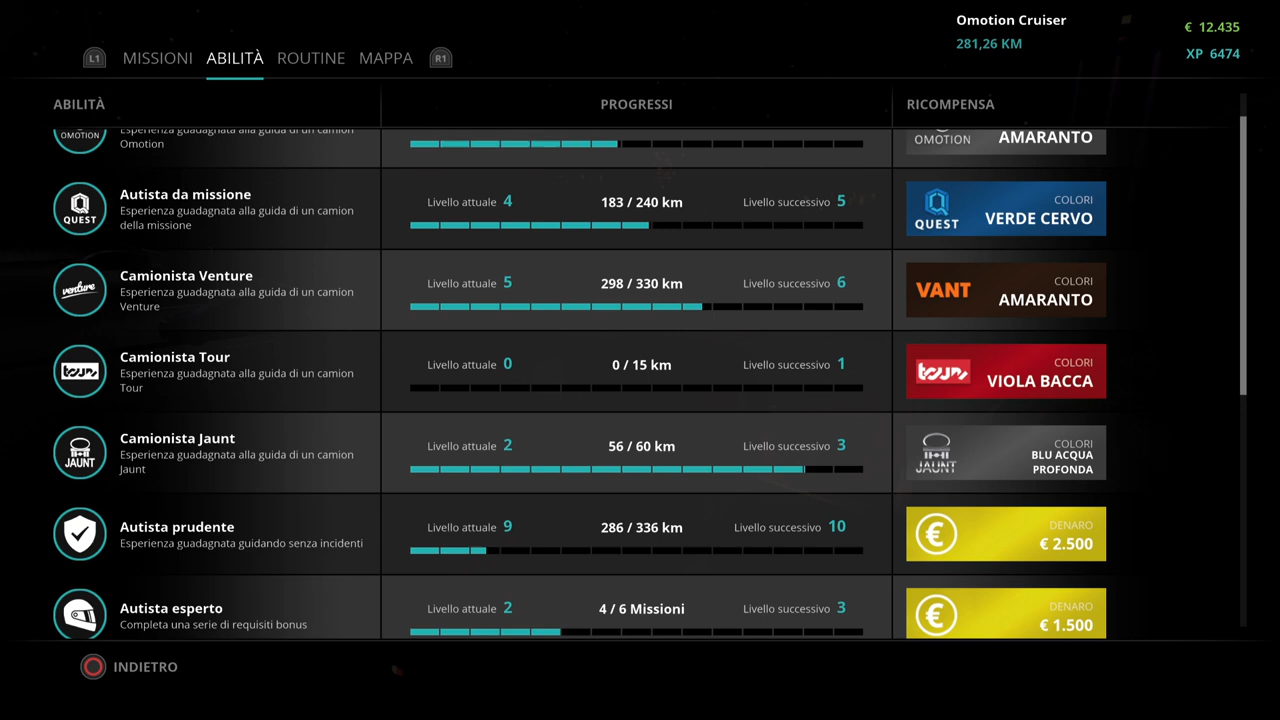 Omotion Cruiser
€ 12.435
281,26 KM
XP 6474
L1 MISSIONI ABILITÀ ROUTINE MAPPA R1
ABILITÀ PROGRESSI RICOMPENSA
OMOTION
Esperienza guadagnata alla guida di un camion
Omotion
OMOTION
AMARANTO
QUEST
Autista da missione
Esperienza guadagnata alla guida di un camion
della missione
Livello attuale 4 183 / 240 km Livello successivo 5
QUEST
COLORI
VERDE CERVO
venture
Camionista Venture
Esperienza guadagnata alla guida di un camion
Venture
Livello attuale 5 298 / 330 km Livello successivo 6
VANT
COLORI
AMARANTO
tour
Camionista Tour
Esperienza guadagnata alla guida di un camion
Tour
Livello attuale 0 0 / 15 km Livello successivo 1
tour
COLORI
VIOLA BACCA
JAUNT
Camionista Jaunt
Esperienza guadagnata alla guida di un camion
Jaunt
Livello attuale 2 56 / 60 km Livello successivo 3
JAUNT
COLORI
BLU ACQUA
PROFONDA
Autista prudente
Esperienza guadagnata guidando senza incidenti
Livello attuale 9 286 / 336 km Livello successivo 10
€
DENARO
€ 2.500
Autista esperto
Completa una serie di requisiti bonus
Livello attuale 2 4 / 6 Missioni Livello successivo 3
€
DENARO
€ 1.500
INDIETRO